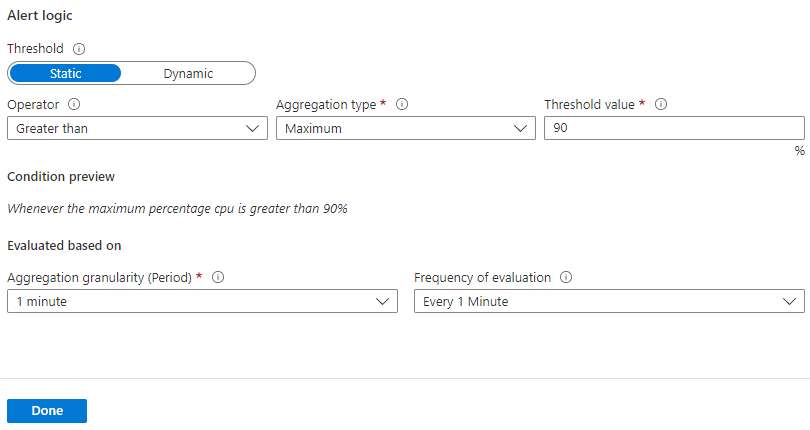 Alert logic
Threshold
Static Dynamic
Operator Aggregation type * Threshold value *
Greater than Maximum 90
%
Condition preview
Whenever the maximum percentage cpu is greater than 90%
Evaluated based on
Aggregation granularity (Period) * Frequency of evaluation
1 minute Every 1 Minute
Done